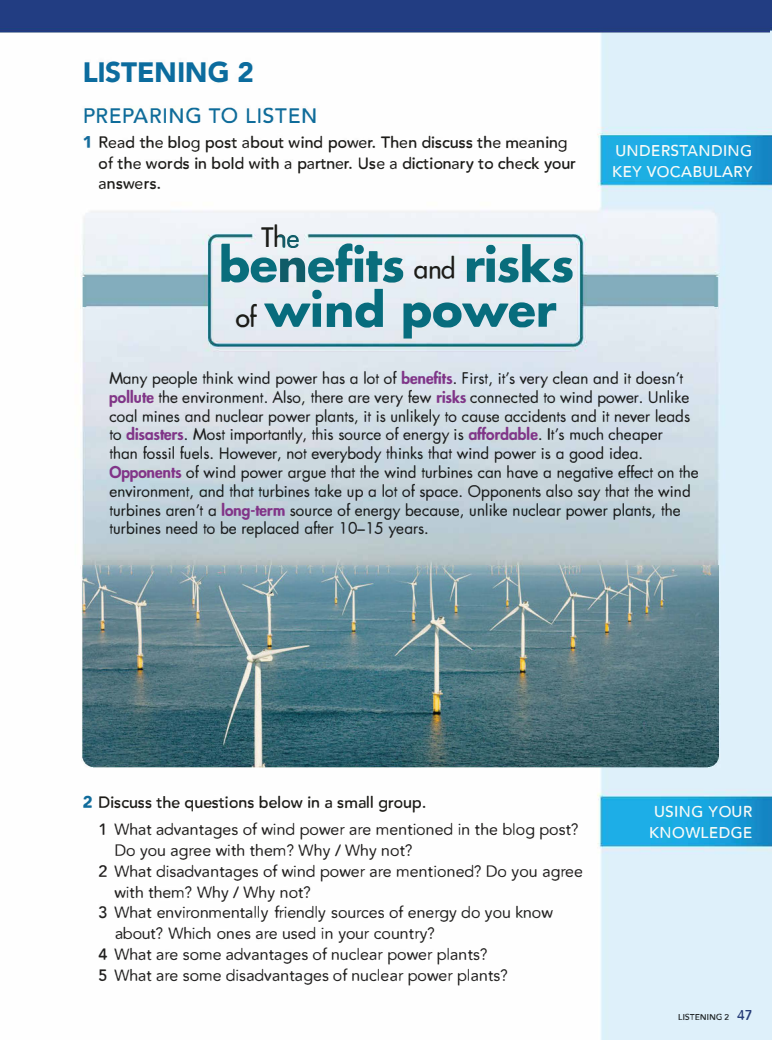 LISTENING 2
PREPARING TO LISTEN
1 Read the blog post about wind power. Then discuss the meaning
of the words in bold with a partner. Use a dictionary to check your
answers.
UNDERSTANDING
KEY VOCABULARY
The
benefits and risks
of wind power
Many people think wind power has a lot of benefits. First, it's very clean and it doesn't
pollute the environment. Also, there are very few risks connected to wind power. Unlike
coal mines and nuclear power plants, it is unlikely to cause accidents and it never leads
to disasters. Most importantly, this source of energy is affordable. It's much cheaper
than fossil fuels. However, not everybody thinks that wind power is a good idea.
Opponents of wind power argue that the wind turbines can have a negative effect on the
environment, and that turbines take up a lot of space. Opponents also say that the wind
turbines aren't a long-term source of energy because, unlike nuclear power plants, the
turbines need to be replaced after 10–15 years.
2 Discuss the questions below in a small group.
USING YOUR
KNOWLEDGE
1 What advantages of wind power are mentioned in the blog post?
Do you agree with them? Why / Why not?
2 What disadvantages of wind power are mentioned? Do you agree
with them? Why / Why not?
3 What environmentally friendly sources of energy do you know
about? Which ones are used in your country?
4 What are some advantages of nuclear power plants?
5 What are some disadvantages of nuclear power plants?
LISTENING 2 47